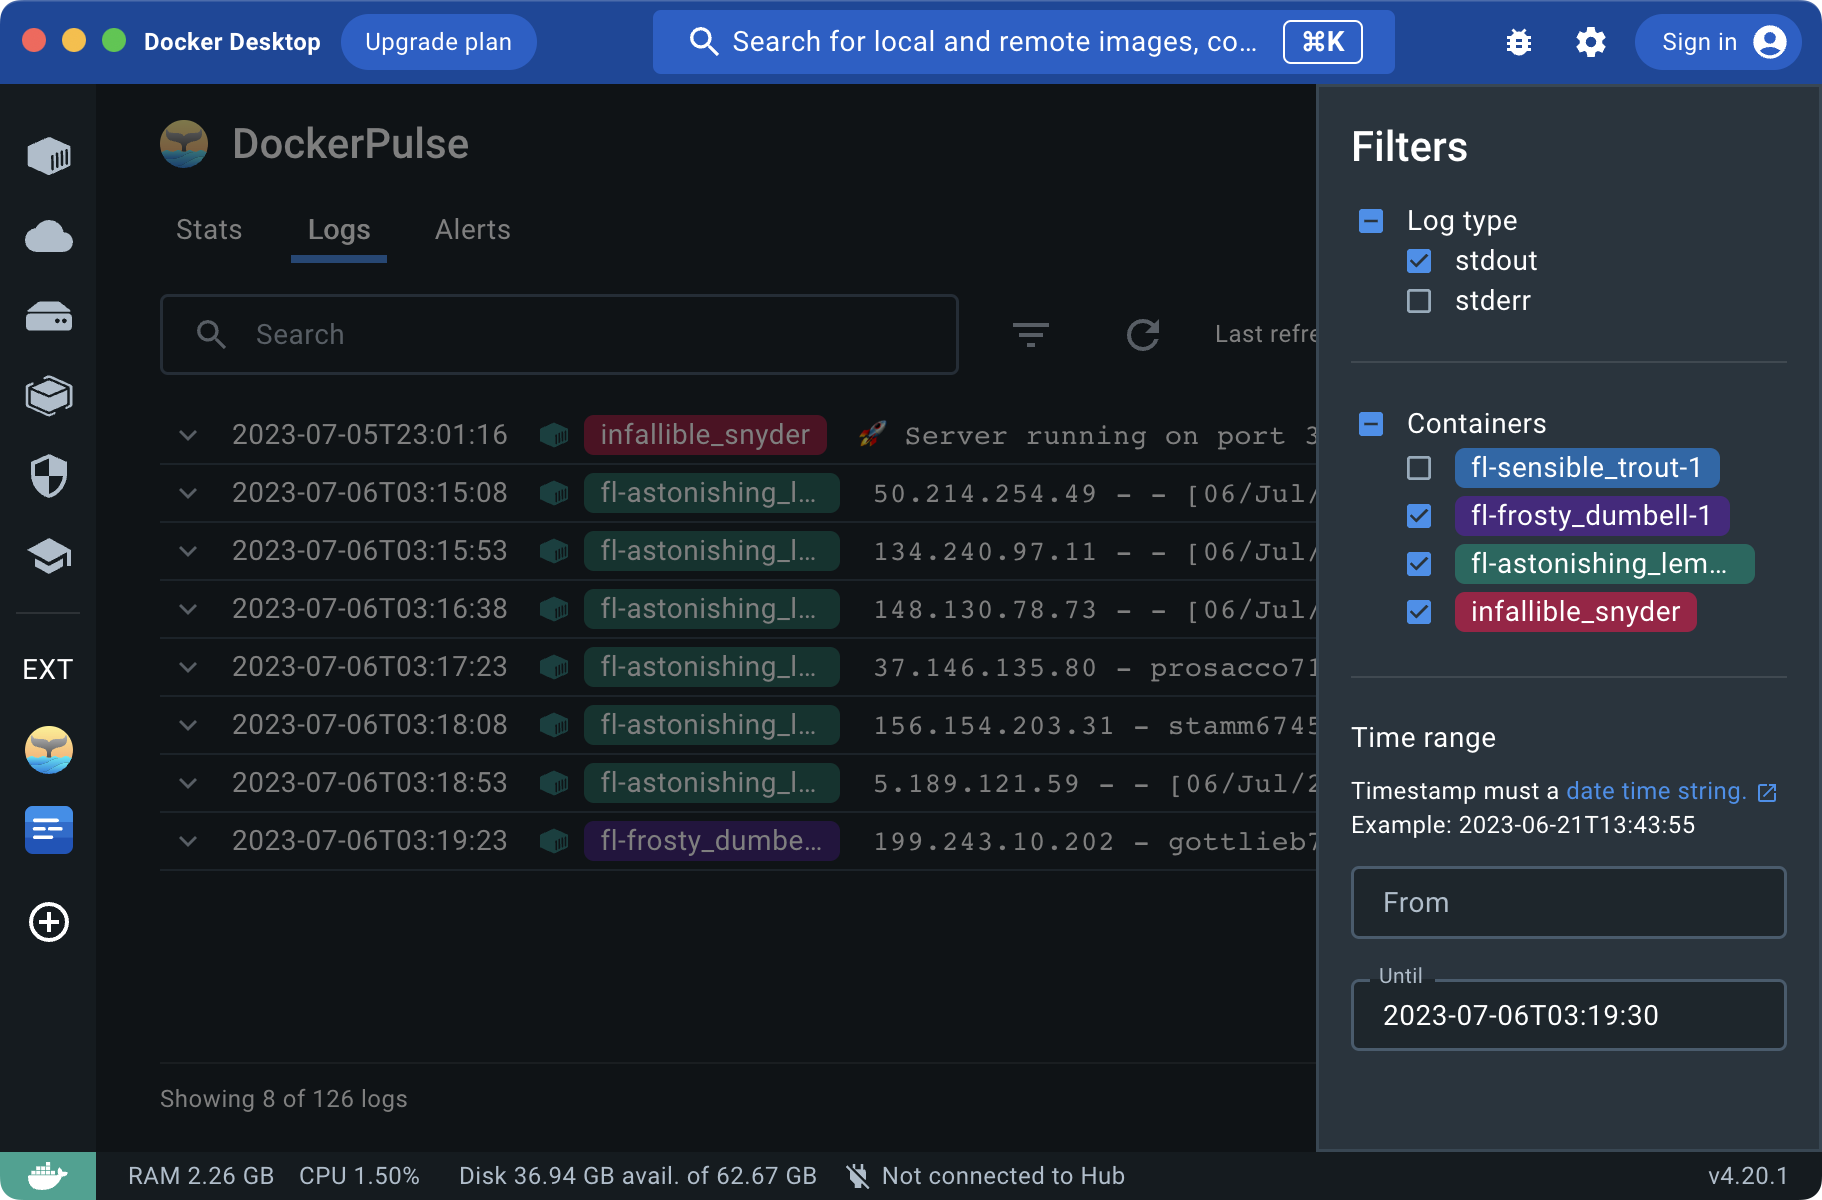 Docker Desktop
Upgrade plan
Search for local and remote images, co...
⌘K
Sign in
DockerPulse
Stats
Logs
Alerts
Search
Last refre
2023-07-05T23:01:16 infallible_snyder 🚀 Server running on port 3
2023-07-06T03:15:08 fl-astonishing_l... 50.214.254.49 - - [06/Jul/
2023-07-06T03:15:53 fl-astonishing_l... 134.240.97.11 - - [06/Jul/
2023-07-06T03:16:38 fl-astonishing_l... 148.130.78.73 - - [06/Jul/
2023-07-06T03:17:23 fl-astonishing_l... 37.146.135.80 - prosacco71
2023-07-06T03:18:08 fl-astonishing_l... 156.154.203.31 - stamm6745
2023-07-06T03:18:53 fl-astonishing_l... 5.189.121.59 - - [06/Jul/2
2023-07-06T03:19:23 fl-frosty_dumbe... 199.243.10.202 - gottlieb7
Showing 8 of 126 logs
EXT
Filters
Log type
stdout
stderr
Containers
fl-sensible_trout-1
fl-frosty_dumbell-1
fl-astonishing_lem...
infallible_snyder
Time range
Timestamp must a date time string.
Example: 2023-06-21T13:43:55
From
Until
2023-07-06T03:19:30
RAM 2.26 GB CPU 1.50% Disk 36.94 GB avail. of 62.67 GB Not connected to Hub v4.20.1